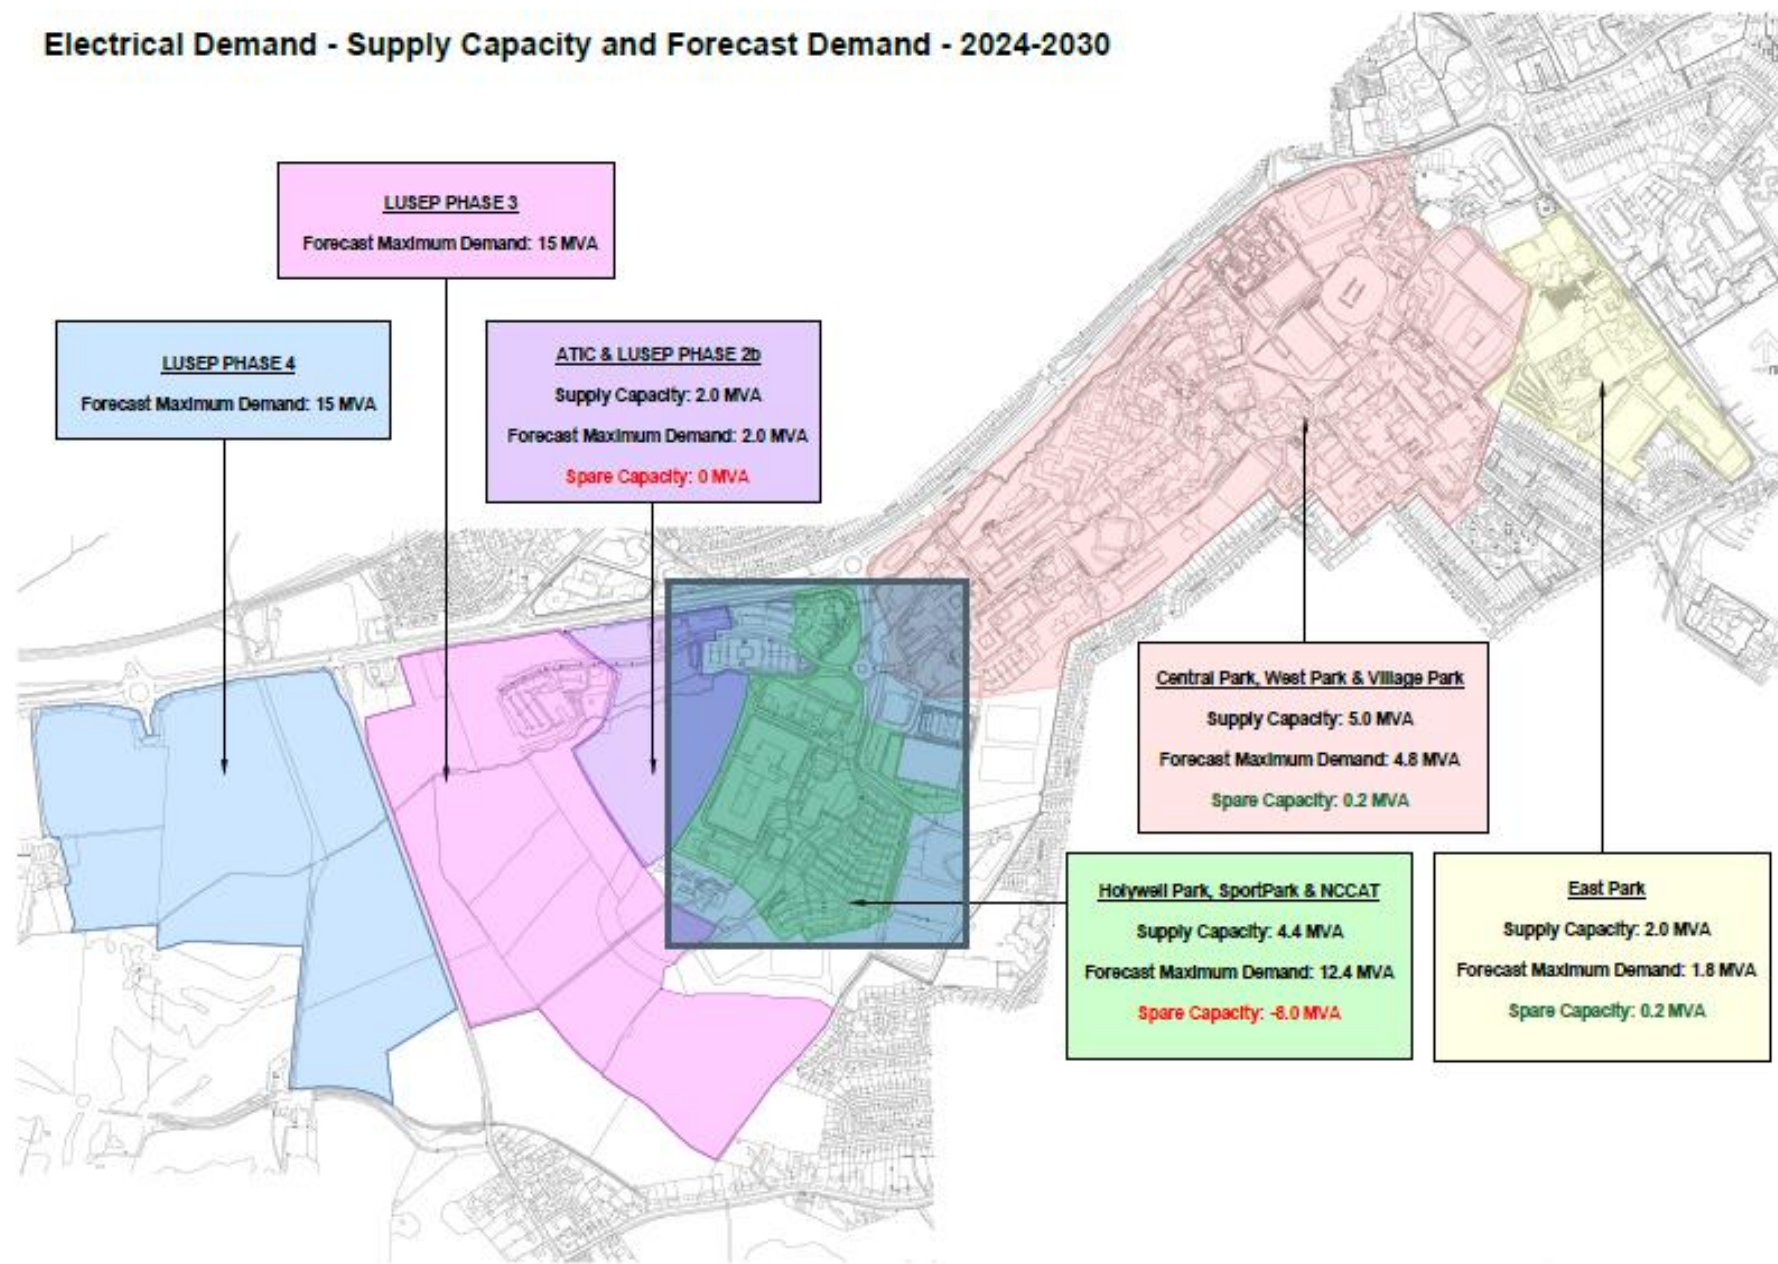 Electrical Demand - Supply Capacity and Forecast Demand - 2024-2030
LUSEP PHASE 3
Forecast Maximum Demand: 15 MVA
LUSEP PHASE 4
Forecast Maximum Demand: 15 MVA
ATIC & LUSEP PHASE 2b
Supply Capacity: 2.0 MVA
Forecast Maximum Demand: 2.0 MVA
Spare Capacity: 0 MVA
Central Park, West Park & Village Park
Supply Capacity: 5.0 MVA
Forecast Maximum Demand: 4.8 MVA
Spare Capacity: 0.2 MVA
Holywell Park, SportPark & NCCAT
Supply Capacity: 4.4 MVA
Forecast Maximum Demand: 12.4 MVA
Spare Capacity: -8.0 MVA
East Park
Supply Capacity: 2.0 MVA
Forecast Maximum Demand: 1.8 MVA
Spare Capacity: 0.2 MVA